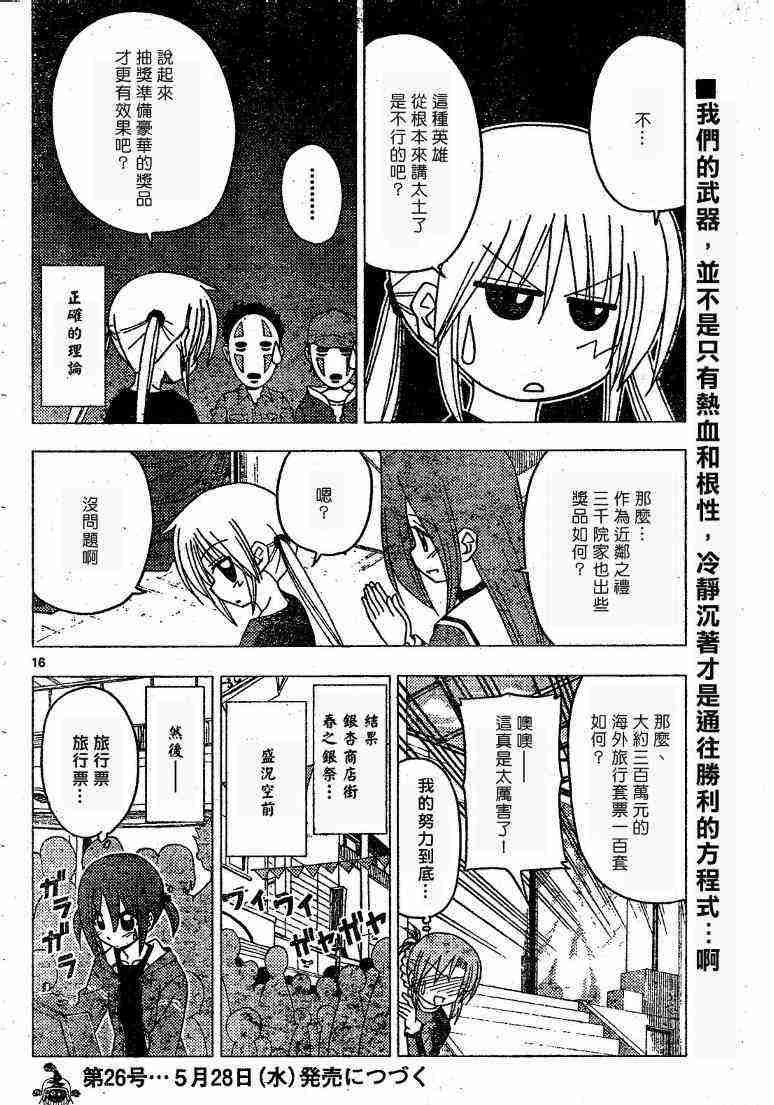 ■我們的武器，並不是只有熱血和根性，冷靜沉著才是通往勝利的方程式…啊
不…
這種英雄
從根本來講太土了
是不行的吧？
………
說起來
抽獎準備豪華的獎品
才更有效果吧？
正確的理論
那麼…
作為近鄰之禮
三千院家也出些
獎品如何？
嗯？
沒問題啊
16
那麼、
大約三百萬元的
海外旅行套票一百套
如何？
噢噢——
這真是太厲害了！
我的努力到底…
結果
銀杏商店街
春之銀祭…
盛況空前
ワイワイ
ガヤガヤ
然後——
旅行票…
旅行票…
ガラガラ
第26号…5月28日(水)発売につづく